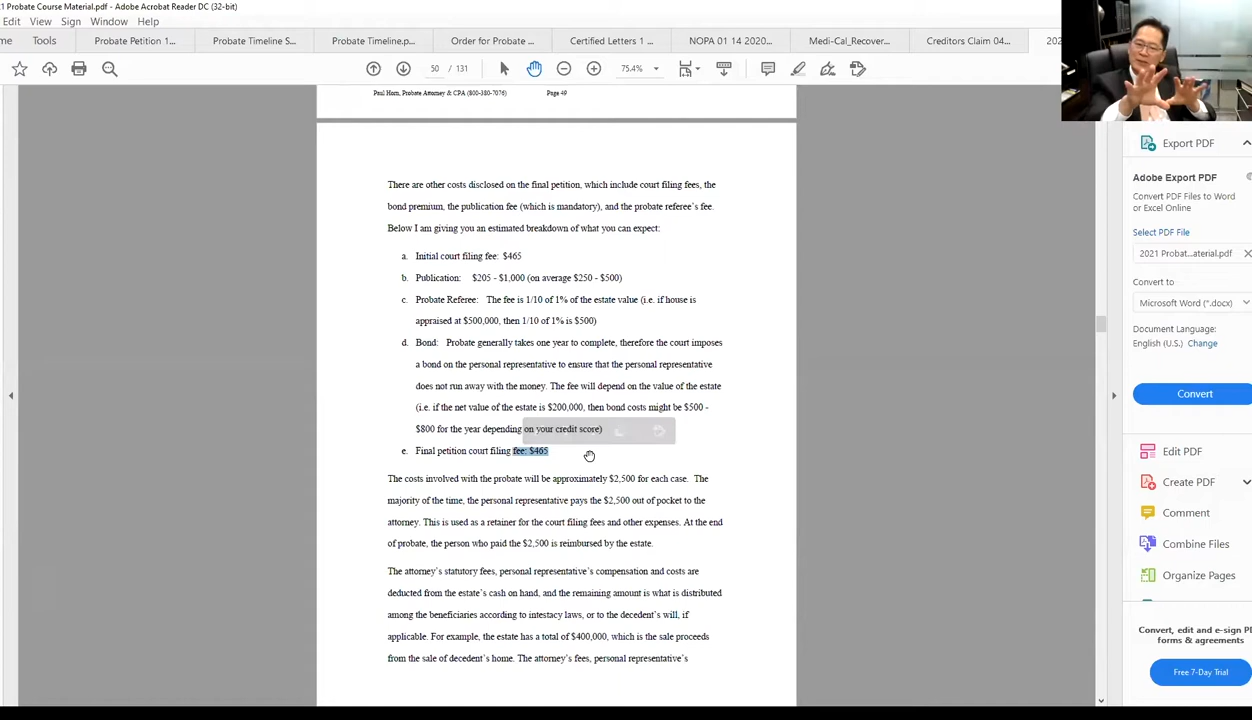 1 Probate Course Material.pdf - Adobe Acrobat Reader DC (32-bit)
Edit View Sign Window Help
me Tools Probate Petition 1... Probate Timeline S... Probate Timeline.p... Order for Probate ... Certified Letters 1 ... NOPA 01 14 2020... Medi-Cal_Recover... Creditors Claim 04... 202
50 / 131 75.4%
Paul Horn, Probate Attorney & CPA (800-380-7076) Page 49
There are other costs disclosed on the final petition, which include court filing fees, the
bond premium, the publication fee (which is mandatory), and the probate referee's fee.
Below I am giving you an estimated breakdown of what you can expect:
a. Initial court filing fee: $465
b. Publication: $205 - $1,000 (on average $250 - $500)
c. Probate Referee: The fee is 1/10 of 1% of the estate value (i.e. if house is
appraised at $500,000, then 1/10 of 1% is $500)
d. Bond: Probate generally takes one year to complete, therefore the court imposes
a bond on the personal representative to ensure that the personal representative
does not run away with the money. The fee will depend on the value of the estate
(i.e. if the net value of the estate is $200,000, then bond costs might be $500 -
$800 for the year depending on your credit score)
e. Final petition court filing fee: $465
The costs involved with the probate will be approximately $2,500 for each case. The
majority of the time, the personal representative pays the $2,500 out of pocket to the
attorney. This is used as a retainer for the court filing fees and other expenses. At the end
of probate, the person who paid the $2,500 is reimbursed by the estate.
The attorney's statutory fees, personal representative's compensation and costs are
deducted from the estate's cash on hand, and the remaining amount is what is distributed
among the beneficiaries according to intestacy laws, or to the decedent's will, if
applicable. For example, the estate has a total of $400,000, which is the sale proceeds
from the sale of decedent's home. The attorney's fees, personal representative's
Export PDF
Adobe Export PDF
Convert PDF Files to Word
or Excel Online
Select PDF File
2021 Probat...aterial.pdf X
Convert to
Microsoft Word (*.docx)
Document Language:
English (U.S.) Change
Convert
Edit PDF
Create PDF
Comment
Combine Files
Organize Pages
Convert, edit and e-sign PD
forms & agreements
Free 7-Day Trial